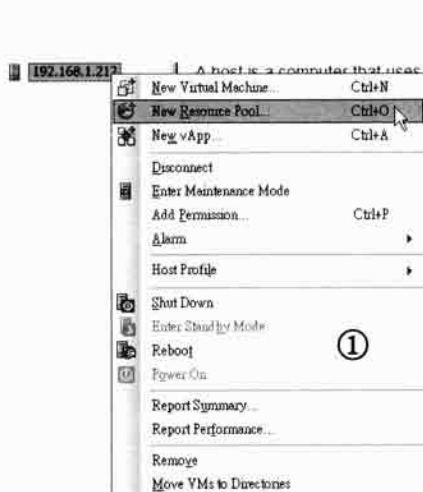 192.168.1.212 A host is a computer that uses
New Virtual Machine... Ctrl+N
New Resource Pool... Ctrl+O
New vApp... Ctrl+A
Disconnect
Enter Maintenance Mode
Add Permission... Ctrl+P
Alarm
Host Profile
Shut Down
Enter Standby Mode
Reboot
Power On
①
Report Summary...
Report Performance...
Remove
Move VMs to Directories